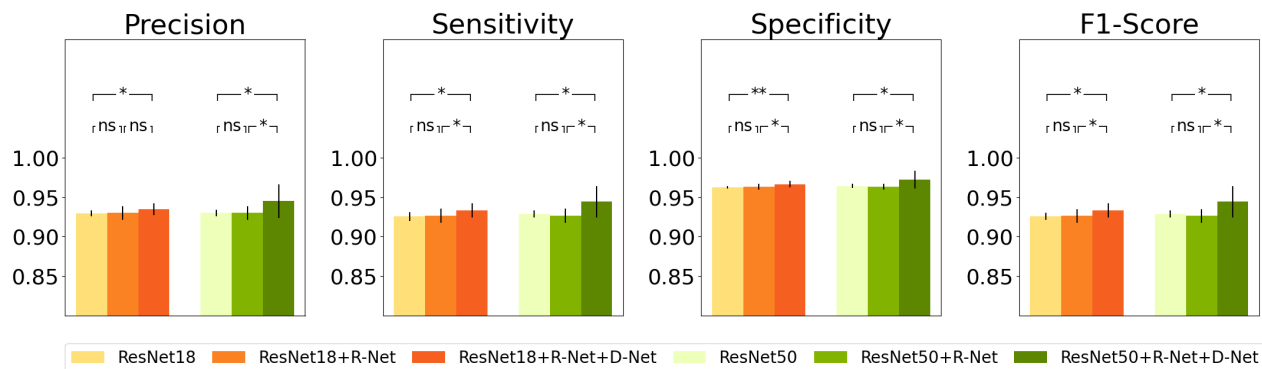 Precision Sensitivity Specificity F1-Score
* * * * ** * * *
ns ns ns * ns * ns * ns * ns * ns * ns *
1.00 1.00 1.00 1.00
0.95 0.95 0.95 0.95
0.90 0.90 0.90 0.90
0.85 0.85 0.85 0.85
ResNet18 ResNet18+R-Net ResNet18+R-Net+D-Net ResNet50 ResNet50+R-Net ResNet50+R-Net+D-Net